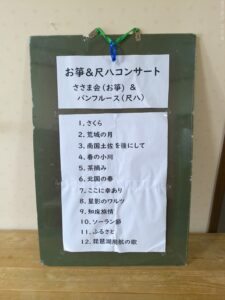 お箏&尺八コンサート
ささま会(お箏)&
パンフルース(尺八)
1.さくら
2.荒城の月
3.南国土佐を後にして
4.春の小川
5.茶摘み
6.北国の春
7.ここに幸あり
8.星影のワルツ
9.知床旅情
10.ソーラン節
11.ふるさと
12.琵琶湖周航の歌